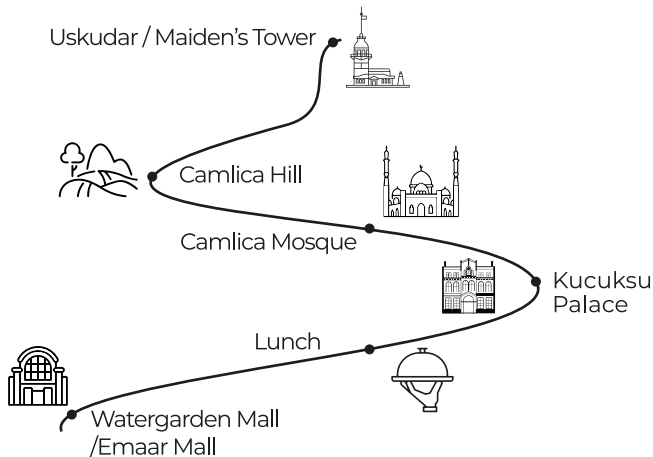 Uskudar / Maiden's Tower
Camlica Hill
Camlica Mosque
Kucuksu
Palace
Lunch
Watergarden Mall
/Emaar Mall